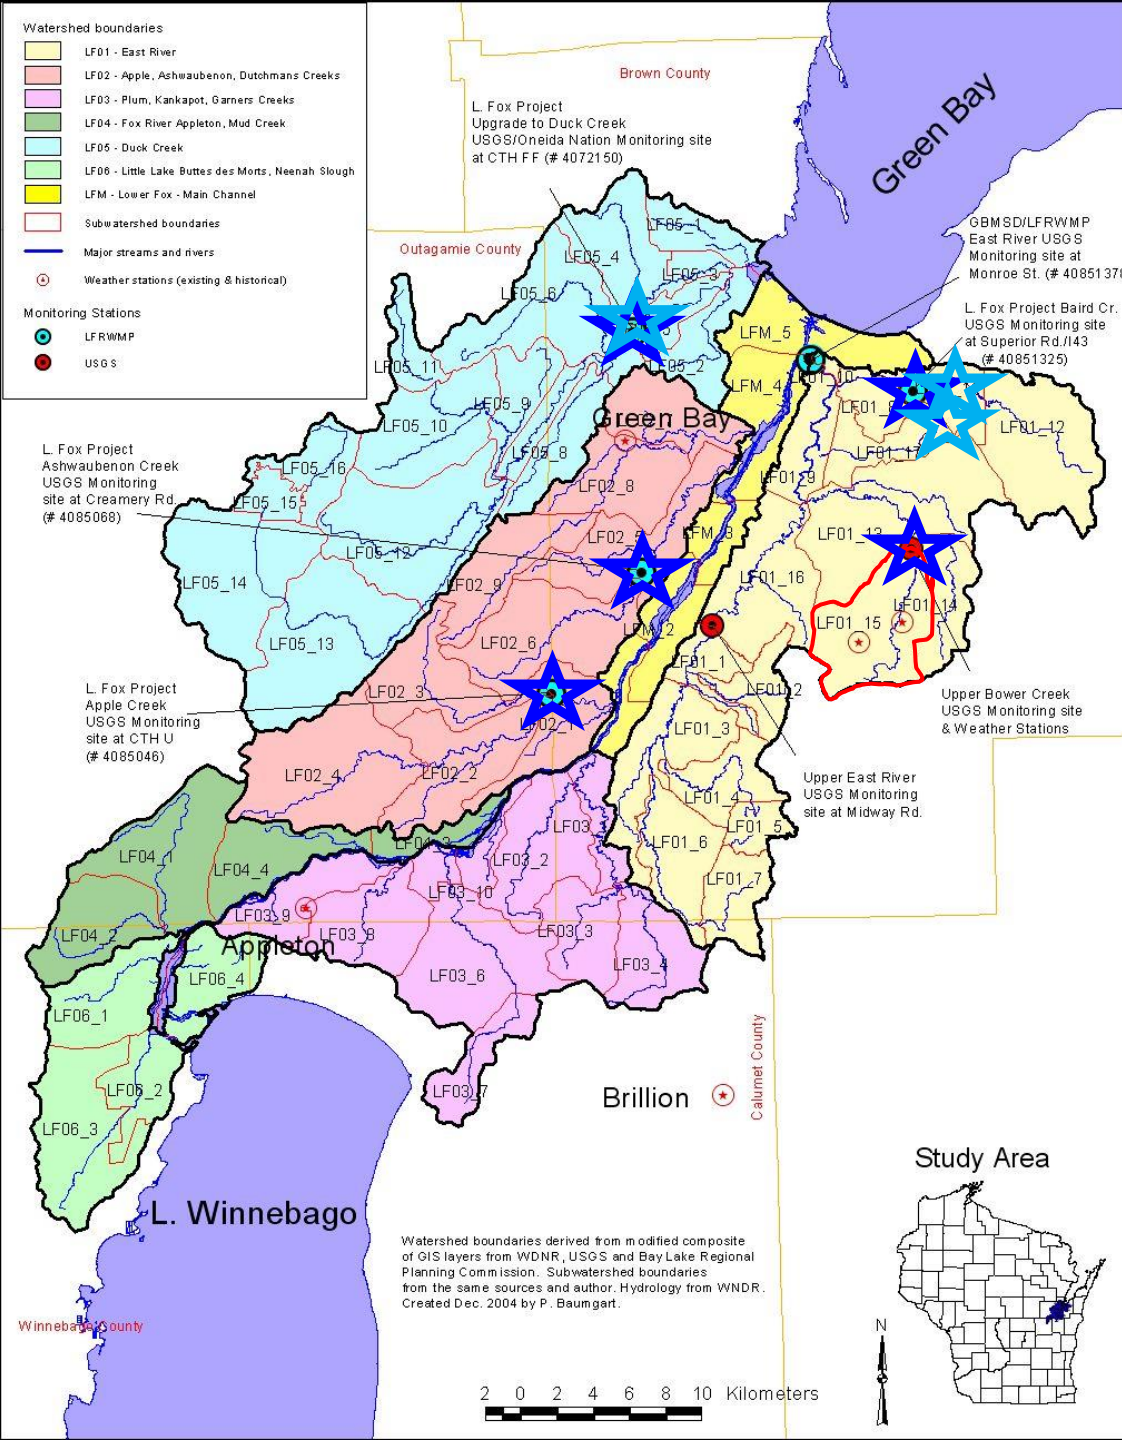 Watershed boundaries
LF01 - East River
LF02 - Apple, Ashwaubenon, Dutchmans Creeks
LF03 - Plum, Kankapot, Garners Creeks
LF04 - Fox River Appleton, Mud Creek
LF05 - Duck Creek
LF06 - Little Lake Buttes des Morts, Neenah Slough
LFM - Lower Fox - Main Channel
Subwatershed boundaries
Major streams and rivers
Weather stations (existing & historical)
Monitoring Stations
LFRWMP
USGS
Brown County
L. Fox Project
Upgrade to Duck Creek
USGS/Oneida Nation Monitoring site
at CTH FF (# 4072150)
Green Bay
GBMSD/LFRWMP
East River USGS
Monitoring site at
Monroe St. (# 40851378
L. Fox Project Baird Cr.
USGS Monitoring site
at Superior Rd./I43
(# 40851325)
Outagamie County
LF05_1
LF05_4
LF05_3
LF05_6
LF05_2
LF05_11
LF05_9
LF05_10
LF05_8
LF05_16
LF05_15
LF05_12
LF05_14
LF05_13
LFM_5
LFM_4
LF01_10
LF01_12
LF01_17
LF01_9
Green Bay
LF02_8
LF02_5
LFM_3
LF01_13
LF01_16
LF02_9
LF01_14
LF01_15
LF02_6
LFM_2
LF01_1
LF01_2
LF02_3
LF02_1
LF01_3
LF02_4
LF02_2
LF01_4
LF01_5
LF01_6
LF01_7
L. Fox Project
Ashwaubenon Creek
USGS Monitoring
site at Creamery Rd.
(# 4085068)
L. Fox Project
Apple Creek
USGS Monitoring
site at CTH U
(# 4085046)
Upper Bower Creek
USGS Monitoring site
& Weather Stations
Upper East River
USGS Monitoring
site at Midway Rd.
LF04_1
LF04_4
LF04_3
LF04_2
LF03_2
LF03_10
LF03_9
LF03_8
LF03_3
LF03_4
LF03_6
LF03_7
Appleton
LF06_4
LF06_1
LF06_2
LF06_3
Calumet County
Brillion
L. Winnebago
Winnebago County
Study Area
Watershed boundaries derived from modified composite
of GIS layers from WDNR, USGS and Bay Lake Regional
Planning Commission. Subwatershed boundaries
from the same sources and author. Hydrology from WNDR.
Created Dec. 2004 by P. Baumgart.
N
2 0 2 4 6 8 10 Kilometers